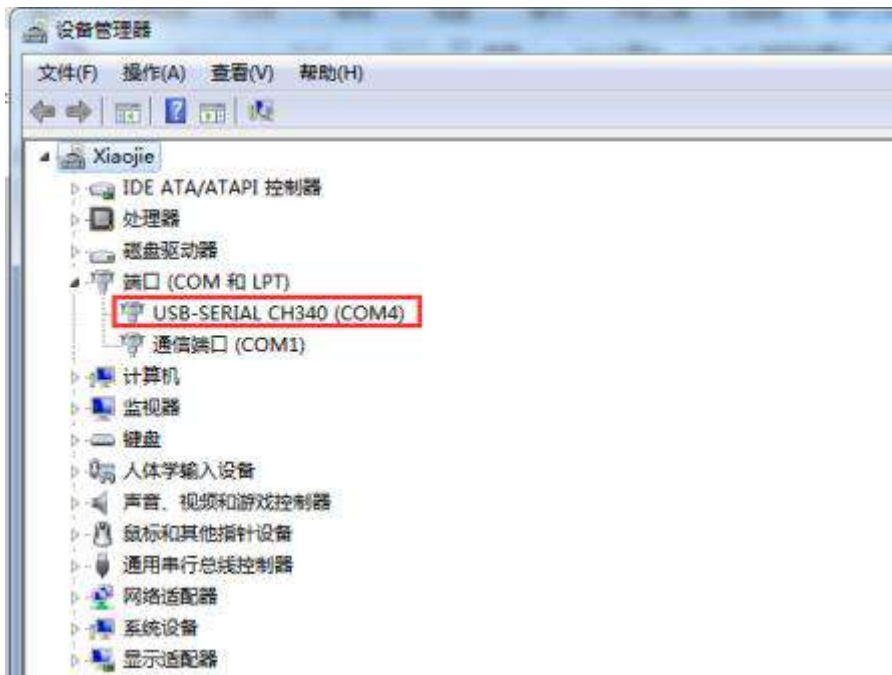 设备管理器
文件(F) 操作(A) 查看(V) 帮助(H)
Xiaojie
IDE ATA/ATAPI 控制器
处理器
磁盘驱动器
端口 (COM 和 LPT)
USB-SERIAL CH340 (COM4)
通信端口 (COM1)
计算机
监视器
键盘
人体学输入设备
声音、视频和游戏控制器
鼠标和其他指针设备
通用串行总线控制器
网络适配器
系统设备
显示适配器